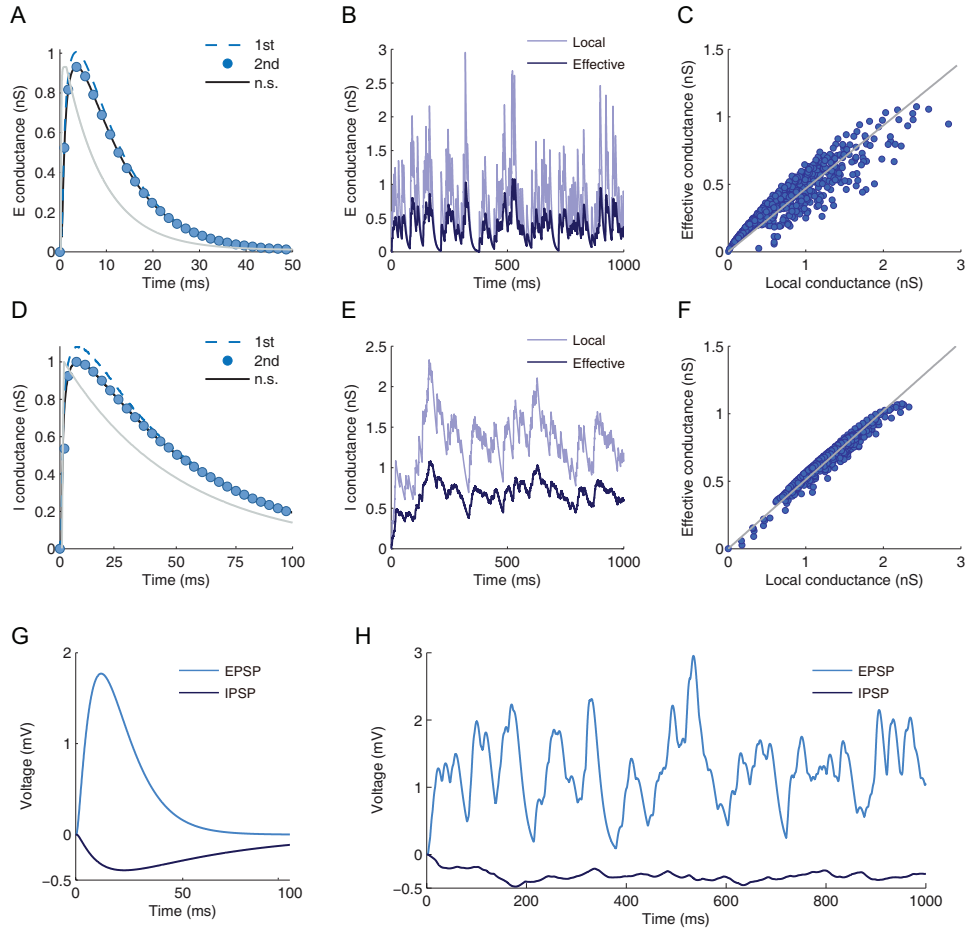 A
E conductance (nS)
1
0.8
0.6
0.4
0.2
0
0 10 20 30 40 50
Time (ms)
1st
2nd
n.s.
B
E conductance (nS)
3
2.5
2
1.5
1
0.5
0
0 500 1000
Time (ms)
Local
Effective
C
Effective conductance (nS)
1.5
1
0.5
0
0 1 2 3
Local conductance (nS)
D
I conductance (nS)
1
0.8
0.6
0.4
0.2
0
0 25 50 75 100
Time (ms)
1st
2nd
n.s.
E
I conductance (nS)
2.5
2
1.5
1
0.5
0
0 500 1000
Time (ms)
Local
Effective
F
Effective conductance (nS)
1.5
1.0
0.5
0
0 1 2 3
Local conductance (nS)
G
Voltage (mV)
2
1
0
−0.5
0 50 100
Time (ms)
EPSP
IPSP
H
Voltage (mV)
3
2
1
0
−0.5
0 200 400 600 800 1000
Time (ms)
EPSP
IPSP